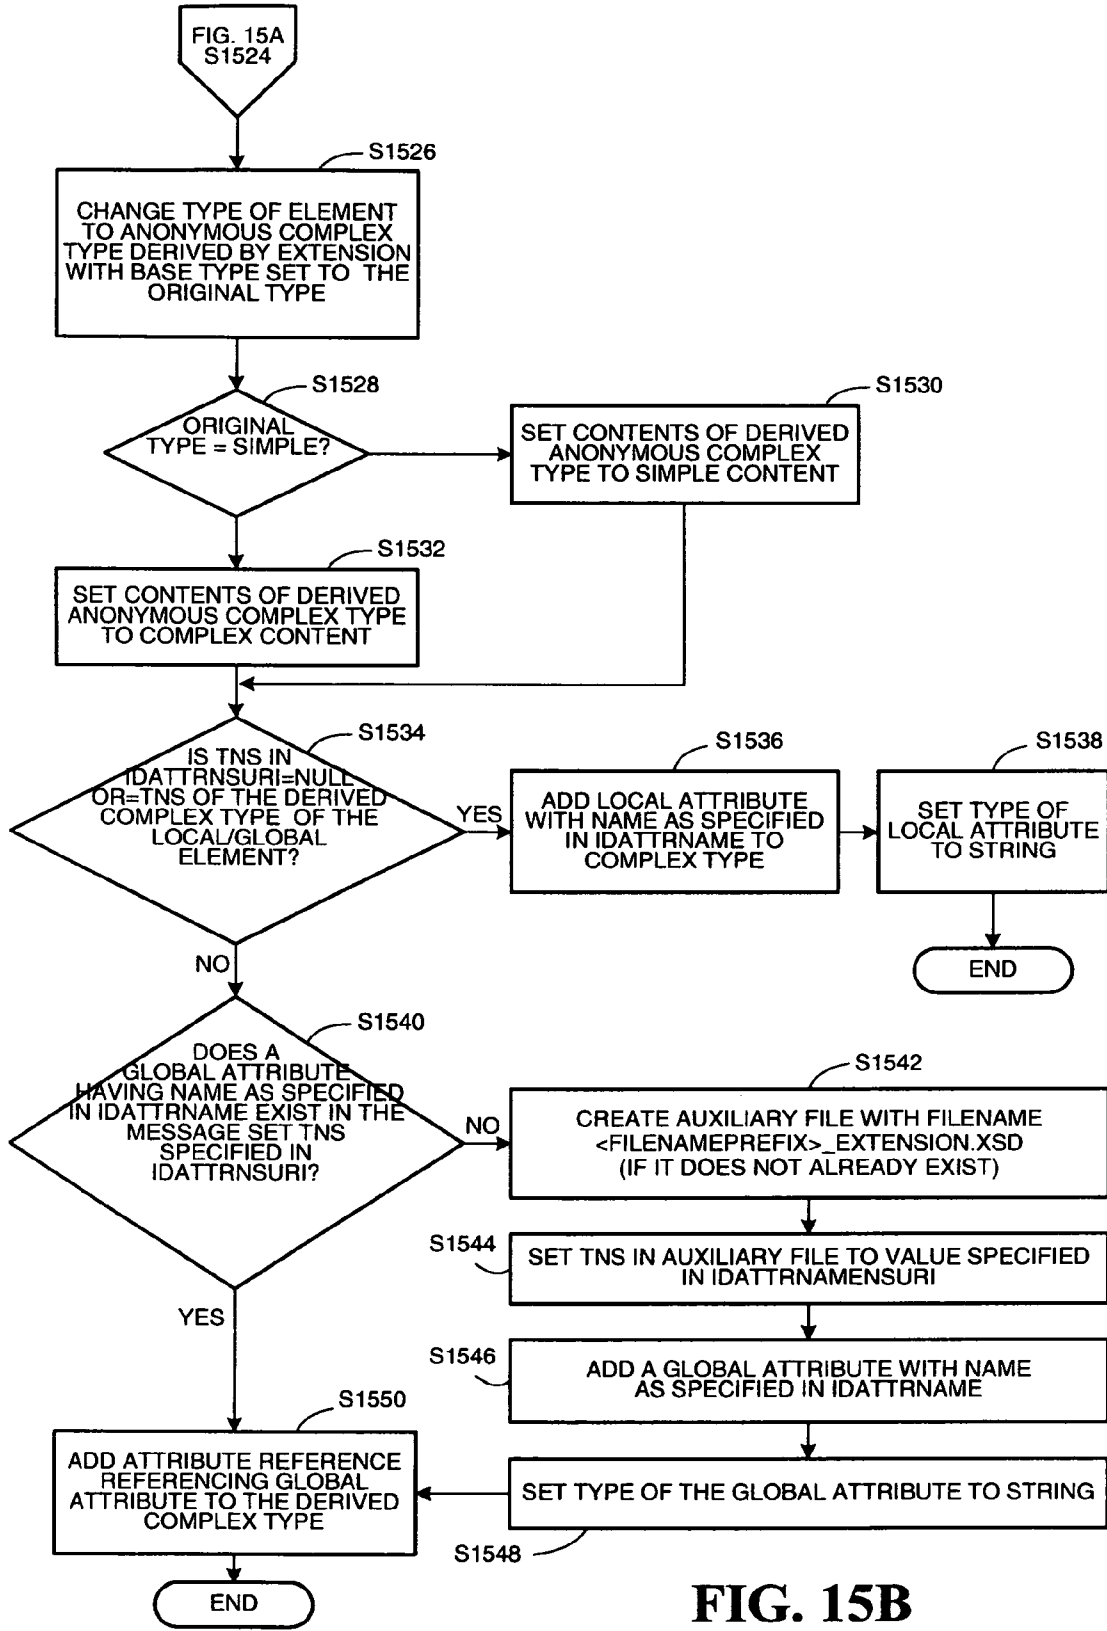 FIG. 15A
S1524
S1526
CHANGE TYPE OF ELEMENT
TO ANONYMOUS COMPLEX
TYPE DERIVED BY EXTENSION
WITH BASE TYPE SET TO THE
ORIGINAL TYPE
S1528
ORIGINAL
TYPE = SIMPLE?
S1530
SET CONTENTS OF DERIVED
ANONYMOUS COMPLEX
TYPE TO SIMPLE CONTENT
S1532
SET CONTENTS OF DERIVED
ANONYMOUS COMPLEX TYPE
TO COMPLEX CONTENT
S1534
IS TNS IN
IDATTRNSURI=NULL
OR=TNS OF THE DERIVED
COMPLEX TYPE OF THE
LOCAL/GLOBAL
ELEMENT?
YES
S1536
ADD LOCAL ATTRIBUTE
WITH NAME AS SPECIFIED
IN IDATTRNAME TO
COMPLEX TYPE
S1538
SET TYPE OF
LOCAL ATTRIBUTE
TO STRING
END
NO
S1540
DOES A
GLOBAL ATTRIBUTE
HAVING NAME AS SPECIFIED
IN IDATTRNAME EXIST IN THE
MESSAGE SET TNS
SPECIFIED IN
IDATTRNSURI?
NO
S1542
CREATE AUXILIARY FILE WITH FILENAME
<FILENAMEPREFIX>_EXTENSION.XSD
(IF IT DOES NOT ALREADY EXIST)
S1544
SET TNS IN AUXILIARY FILE TO VALUE SPECIFIED
IN IDATTRNAMENSURI
S1546
ADD A GLOBAL ATTRIBUTE WITH NAME
AS SPECIFIED IN IDATTRNAME
SET TYPE OF THE GLOBAL ATTRIBUTE TO STRING
S1548
YES
S1550
ADD ATTRIBUTE REFERENCE
REFERENCING GLOBAL
ATTRIBUTE TO THE DERIVED
COMPLEX TYPE
END
FIG. 15B